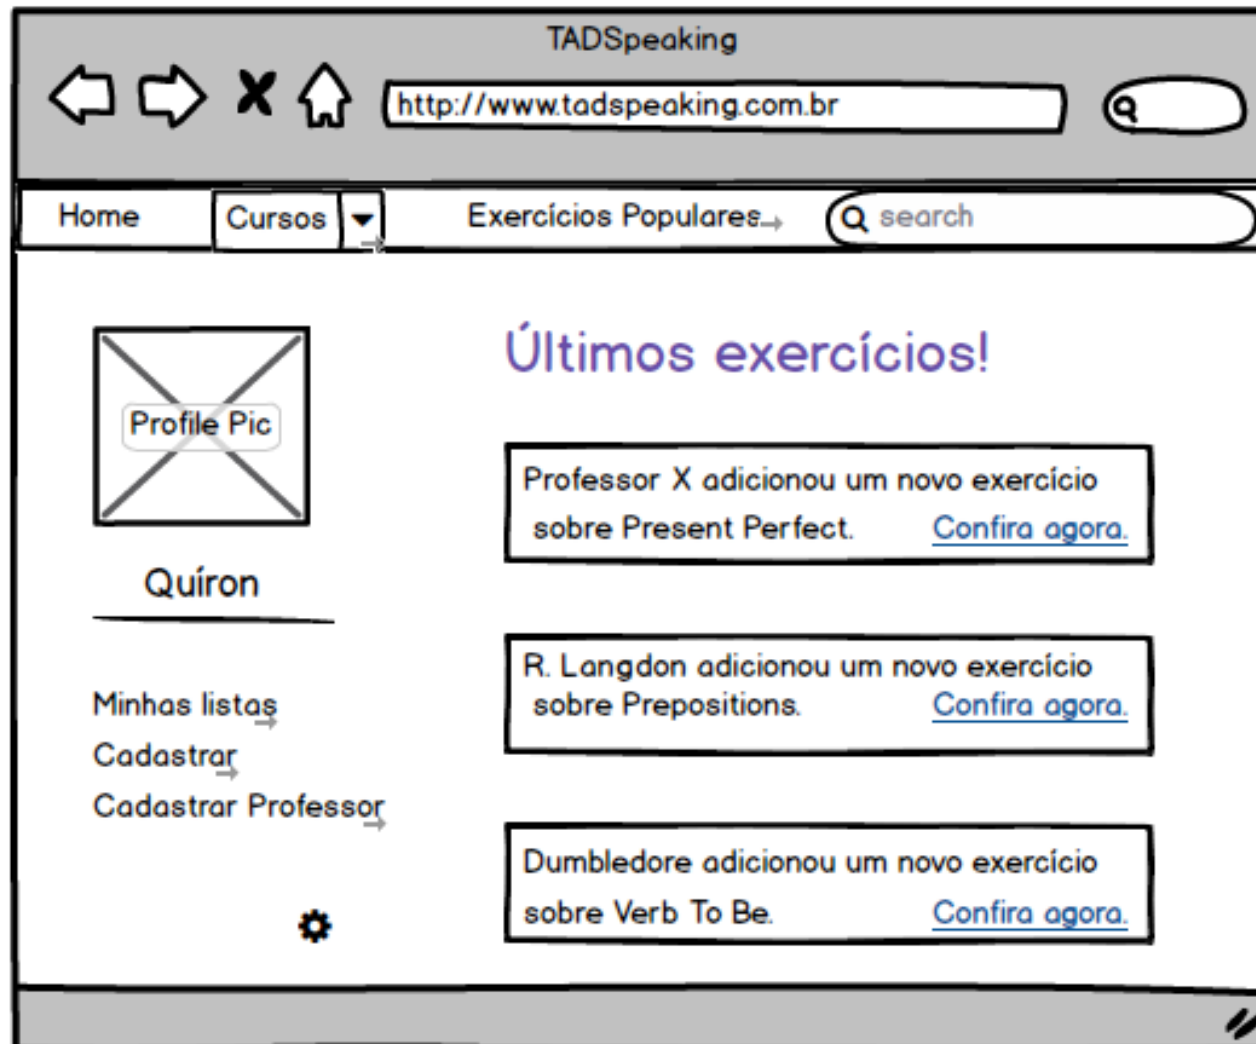 TADSpeaking
http://www.tadspeaking.com.br
Home Cursos Exercícios Populares search
Últimos exercícios!
Profile Pic
Quíron
Minhas listas
Cadastrar
Cadastrar Professor
Professor X adicionou um novo exercício
sobre Present Perfect. Confira agora.
R. Langdon adicionou um novo exercício
sobre Prepositions. Confira agora.
Dumbledore adicionou um novo exercício
sobre Verb To Be. Confira agora.